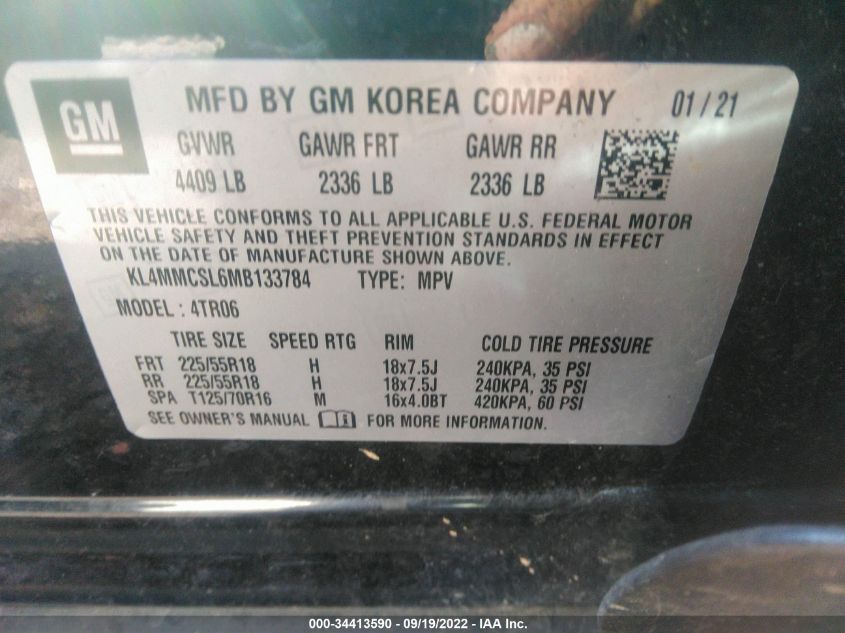 GM
MFD BY GM KOREA COMPANY 01/21
GVWR GAWR FRT GAWR RR
4409 LB 2336 LB 2336 LB
THIS VEHICLE CONFORMS TO ALL APPLICABLE U.S. FEDERAL MOTOR
VEHICLE SAFETY AND THEFT PREVENTION STANDARDS IN EFFECT
ON THE DATE OF MANUFACTURE SHOWN ABOVE.
KL4MMCSL6MB133784 TYPE: MPV
MODEL: 4TR06
TIRE SIZE SPEED RTG RIM COLD TIRE PRESSURE
FRT 225/55R18 H 18x7.5J 240KPA, 35 PSI
RR 225/55R18 H 18x7.5J 240KPA, 35 PSI
SPA T125/70R16 M 16x4.0BT 420KPA, 60 PSI
SEE OWNER'S MANUAL FOR MORE INFORMATION.
000-34413590 - 09/19/2022 - IAA Inc.